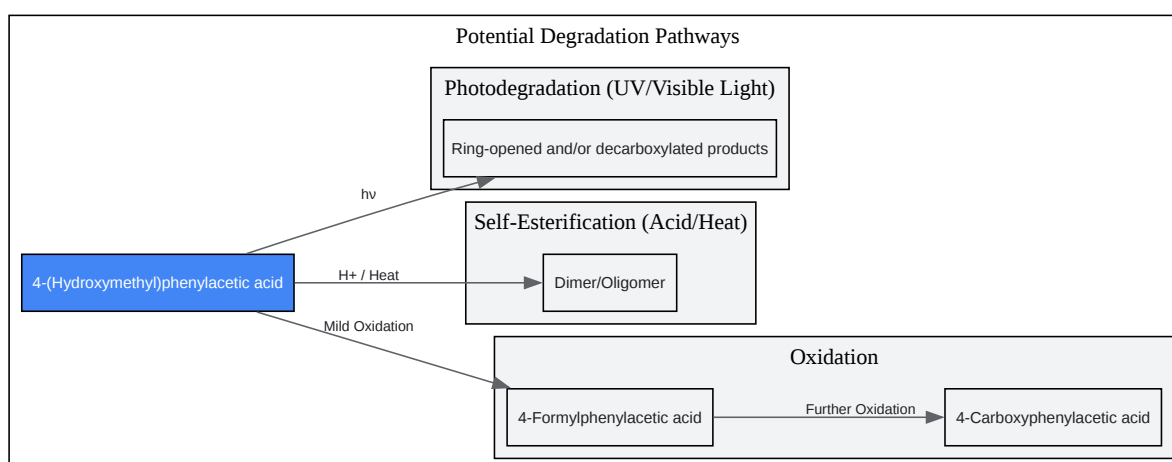 Potential Degradation Pathways
Photodegradation (UV/Visible Light)
Ring-opened and/or decarboxylated products
hν
Self-Esterification (Acid/Heat)
4-(Hydroxymethyl)phenylacetic acid
H+ / Heat
Dimer/Oligomer
Mild Oxidation
Oxidation
4-Formylphenylacetic acid
Further Oxidation
4-Carboxyphenylacetic acid